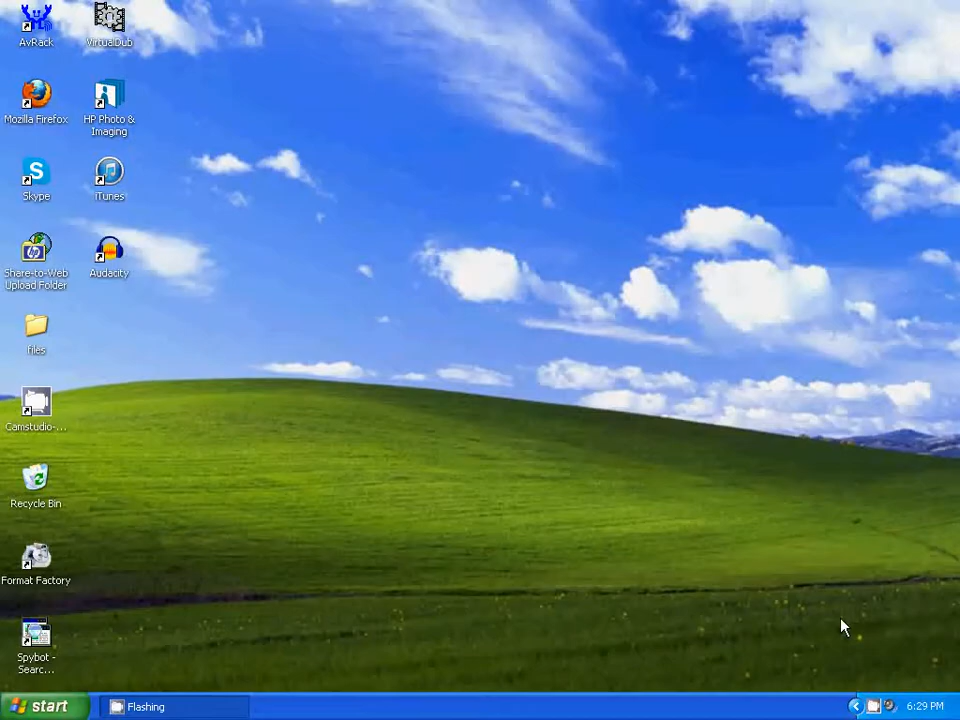 AvRack
VirtualDub
Mozilla Firefox
HP Photo &
Imaging
Skype
iTunes
Share-to-Web
Upload Folder
Audacity
files
Camstudio-...
Recycle Bin
Format Factory
Spybot -
Searc...
start
Flashing
6:29 PM